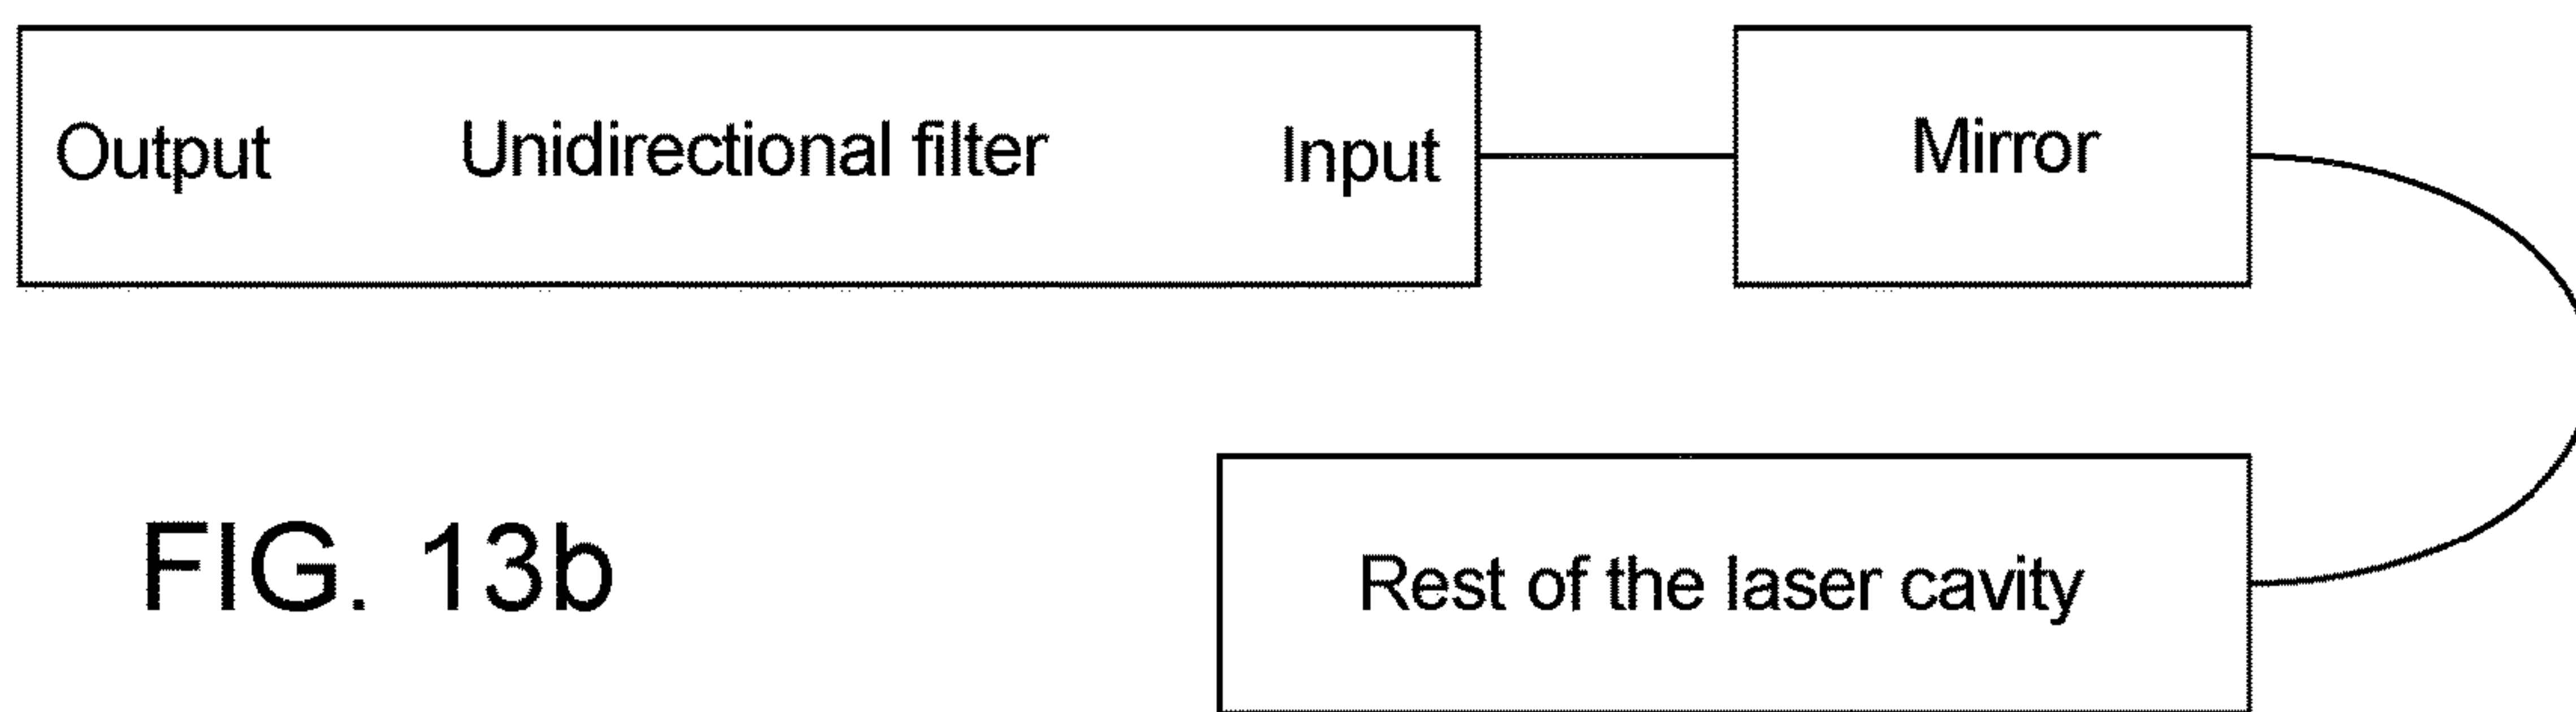 Output Unidirectional filter Input Mirror
Rest of the laser cavity
FIG. 13b